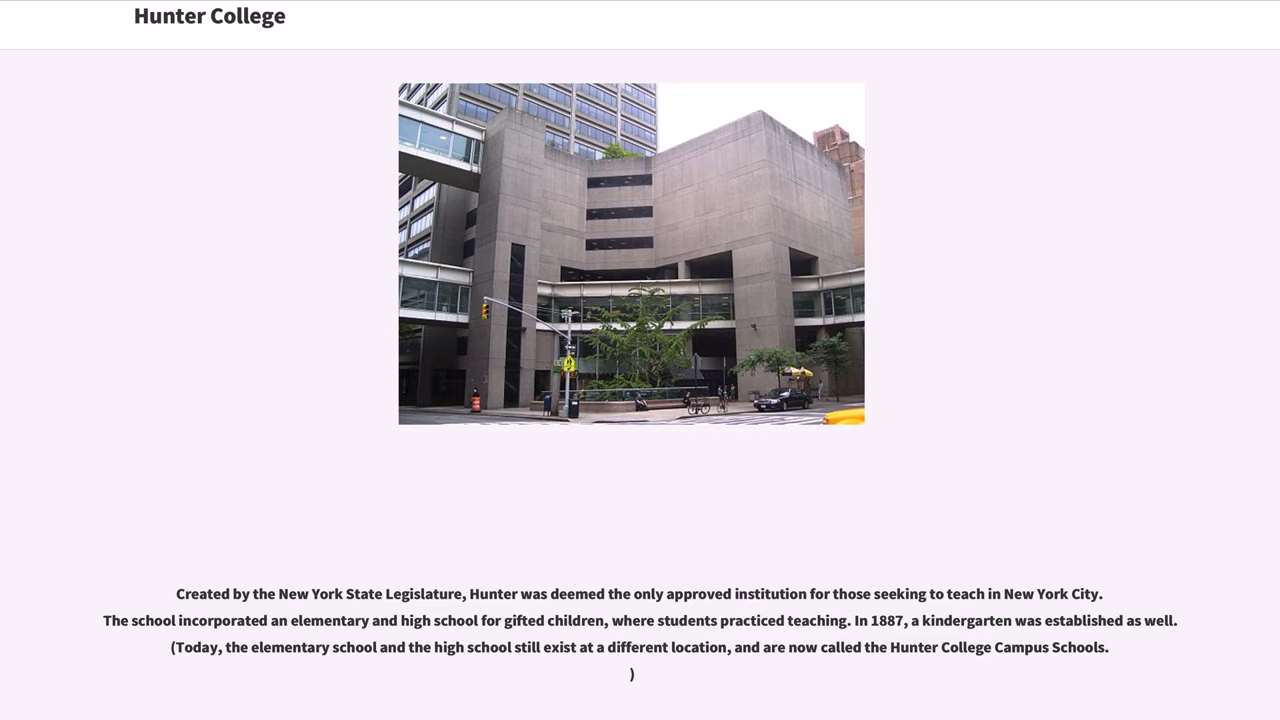 Hunter College
Created by the New York State Legislature, Hunter was deemed the only approved institution for those seeking to teach in New York City.
The school incorporated an elementary and high school for gifted children, where students practiced teaching. In 1887, a kindergarten was established as well.
(Today, the elementary school and the high school still exist at a different location, and are now called the Hunter College Campus Schools.
)